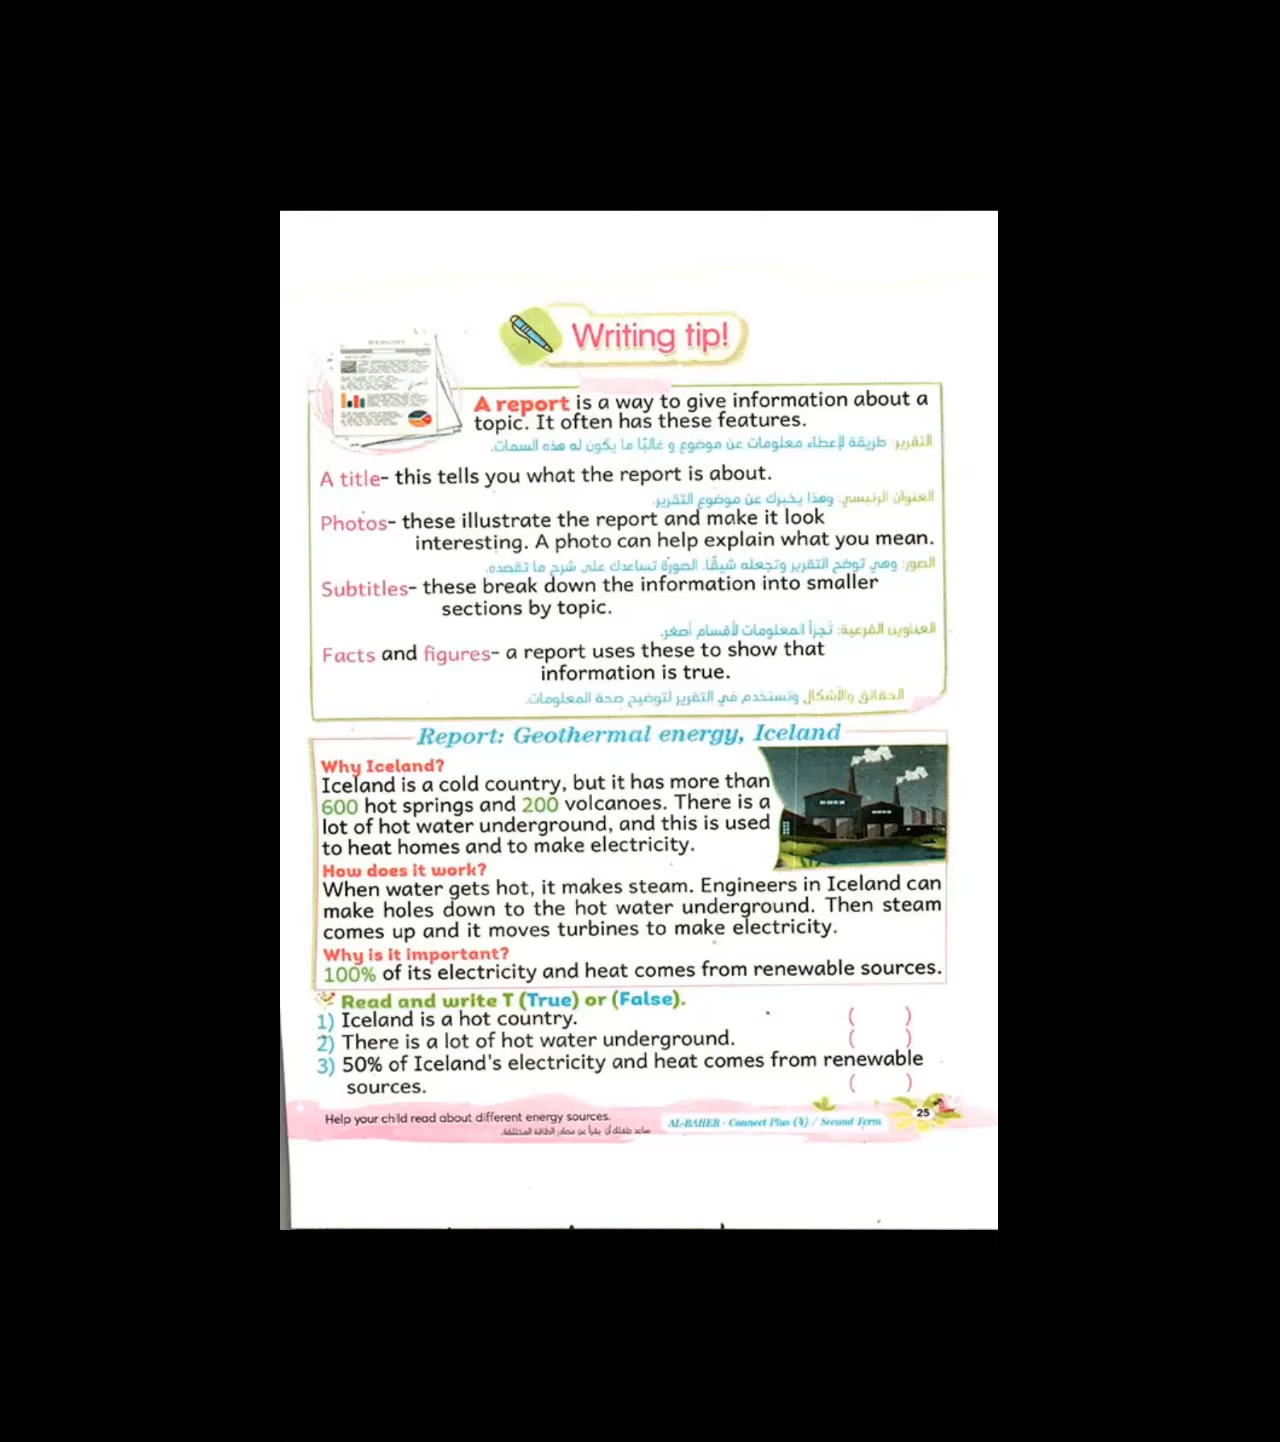 Writing tip!
A report is a way to give information about a
topic. It often has these features.
التقرير: طريقة لإعطاء معلومات عن موضوع و غالبًا ما يكون له هذه السمات.
A title- this tells you what the report is about.
العنوان الرئيسي: وهذا يخبرك عن موضوع التقرير.
Photos- these illustrate the report and make it look
interesting. A photo can help explain what you mean.
الصور: وهي توضح التقرير وتجعله شيقًا. الصورة تساعدك على شرح ما تقصده.
Subtitles- these break down the information into smaller
sections by topic.
العناوين الفرعية: تُجزأ المعلومات لأقسام أصغر.
Facts and figures- a report uses these to show that
information is true.
الحقائق والأشكال وتستخدم في التقرير لتوضيح صحة المعلومات.
Report: Geothermal energy, Iceland
Why Iceland?
Iceland is a cold country, but it has more than
600 hot springs and 200 volcanoes. There is a
lot of hot water underground, and this is used
to heat homes and to make electricity.
How does it work?
When water gets hot, it makes steam. Engineers in Iceland can
make holes down to the hot water underground. Then steam
comes up and it moves turbines to make electricity.
Why is it important?
100% of its electricity and heat comes from renewable sources.
Read and write T (True) or (False).
1) Iceland is a hot country. ( )
2) There is a lot of hot water underground. ( )
3) 50% of Iceland's electricity and heat comes from renewable
sources. ( )
Help your child read about different energy sources.
ساعد طفلك أن يقرأ عن مصادر الطاقة المختلفة.
AL-BAHER - Connect Plus (4) / Second Term
25